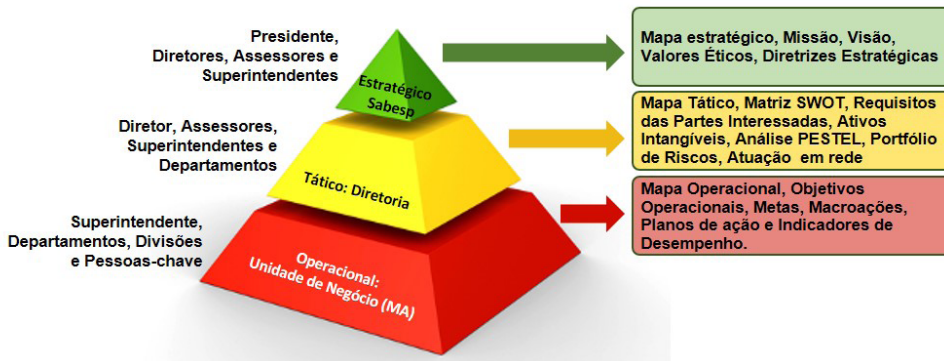 Presidente,
Diretores, Assessores e
Superintendentes
Estratégico
Sabesp
Mapa estratégico, Missão, Visão,
Valores Éticos, Diretrizes Estratégicas
Diretor, Assessores,
Superintendentes e
Departamentos
Tático: Diretoria
Mapa Tático, Matriz SWOT, Requisitos
das Partes Interessadas, Ativos
Intangíveis, Análise PESTEL, Portfólio
de Riscos, Atuação em rede
Superintendente,
Departamentos, Divisões
e Pessoas-chave
Operacional:
Unidade de Negócio (MA)
Mapa Operacional, Objetivos
Operacionais, Metas, Macroações,
Planos de ação e Indicadores de
Desempenho.